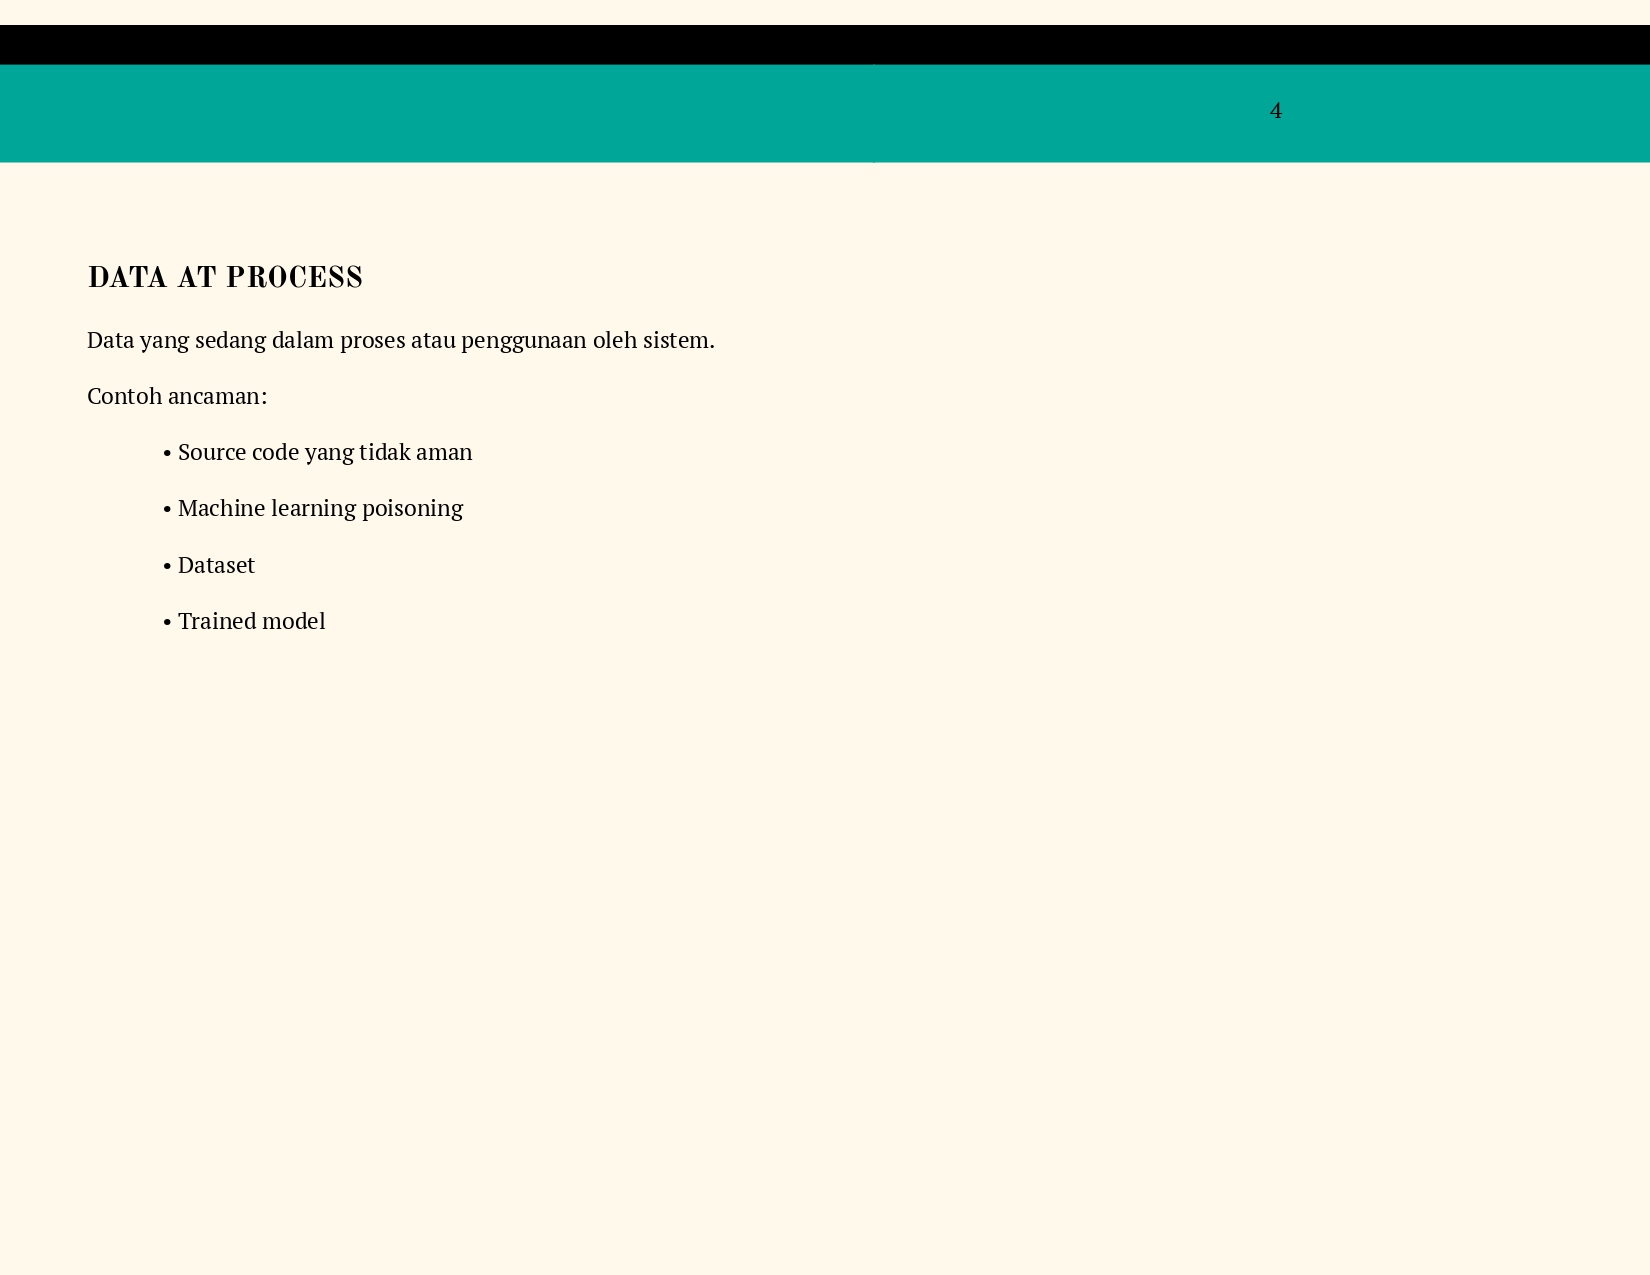 4
DATA AT PROCESS
Data yang sedang dalam proses atau penggunaan oleh sistem.
Contoh ancaman:
• Source code yang tidak aman
• Machine learning poisoning
• Dataset
• Trained model